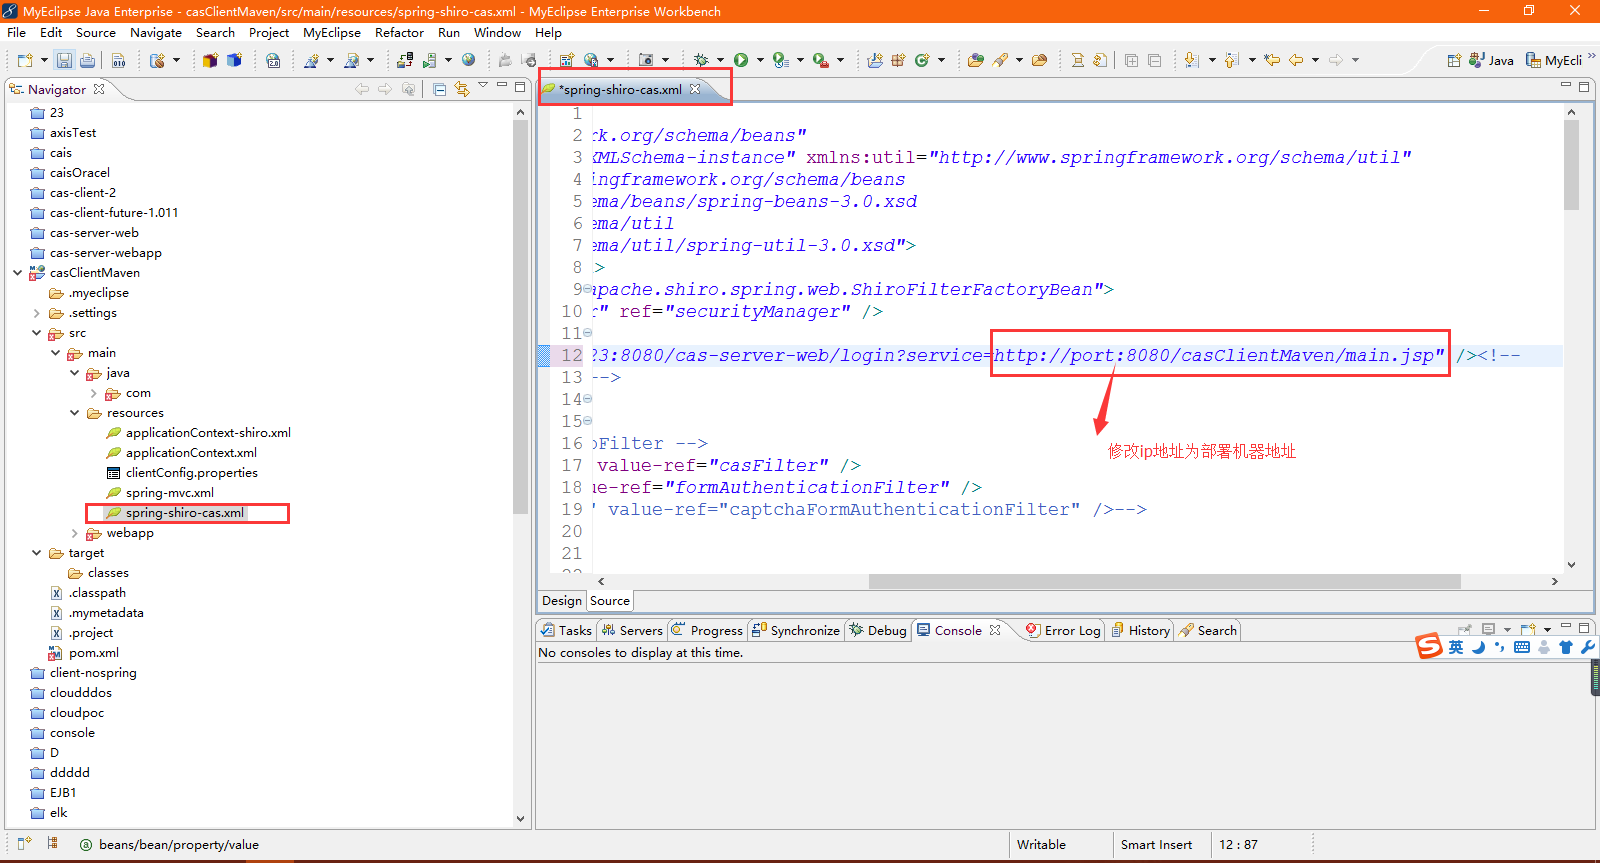 MyEclipse Java Enterprise - casClientMaven/src/main/resources/spring-shiro-cas.xml - MyEclipse Enterprise Workbench
File Edit Source Navigate Search Project MyEclipse Refactor Run Window Help
Java MyEcli
Navigator
23
axisTest
cais
caisOracel
cas-client-2
cas-client-future-1.011
cas-server-web
cas-server-webapp
casClientMaven
.myeclipse
.settings
src
main
java
com
resources
applicationContext-shiro.xml
applicationContext.xml
clientConfig.properties
spring-mvc.xml
spring-shiro-cas.xml
webapp
target
classes
.classpath
.mymetadata
.project
pom.xml
client-nospring
cloudddos
cloudpoc
console
D
ddddd
EJB1
elk
*spring-shiro-cas.xml
1
2 rk.org/schema/beans"
3 XMLSchema-instance" xmlns:util="http://www.springframework.org/schema/util"
4 ingframework.org/schema/beans
5 ema/beans/spring-beans-3.0.xsd
6 ema/util
7 ema/util/spring-util-3.0.xsd">
8 >
9 apache.shiro.spring.web.ShiroFilterFactoryBean">
10 r" ref="securityManager" />
11
12 23:8080/cas-server-web/login?service=http://port:8080/casClientMaven/main.jsp" /><!--
13 -->
14
15
16 oFilter -->
17 value-ref="casFilter" />
18 ue-ref="formAuthenticationFilter" />
19 " value-ref="captchaFormAuthenticationFilter" />-->
20
21
修改ip地址为部署机器地址
Design Source
Tasks Servers Progress Synchronize Debug Console Error Log History Search
No consoles to display at this time.
英
beans/bean/property/value
Writable
Smart Insert
12 : 87